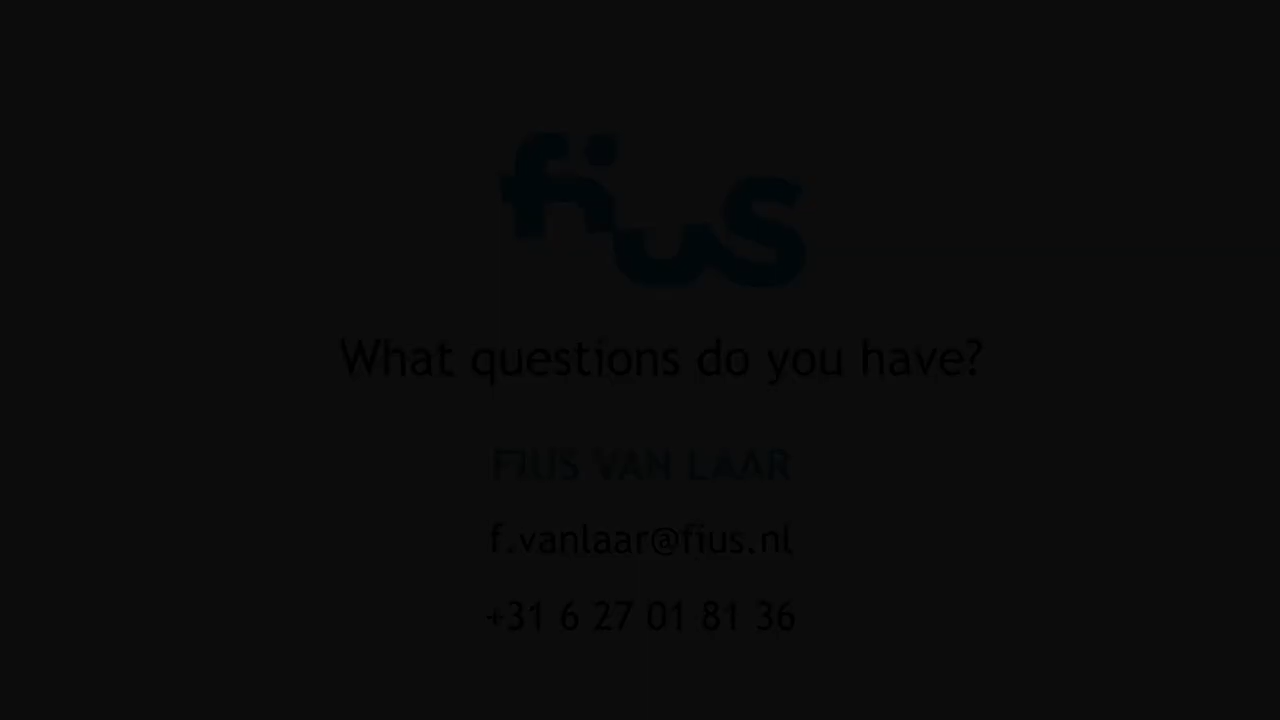 fius
What questions do you have?
FIUS VAN LAAR
f.vanlaar@fius.nl
+31 6 27 01 81 36